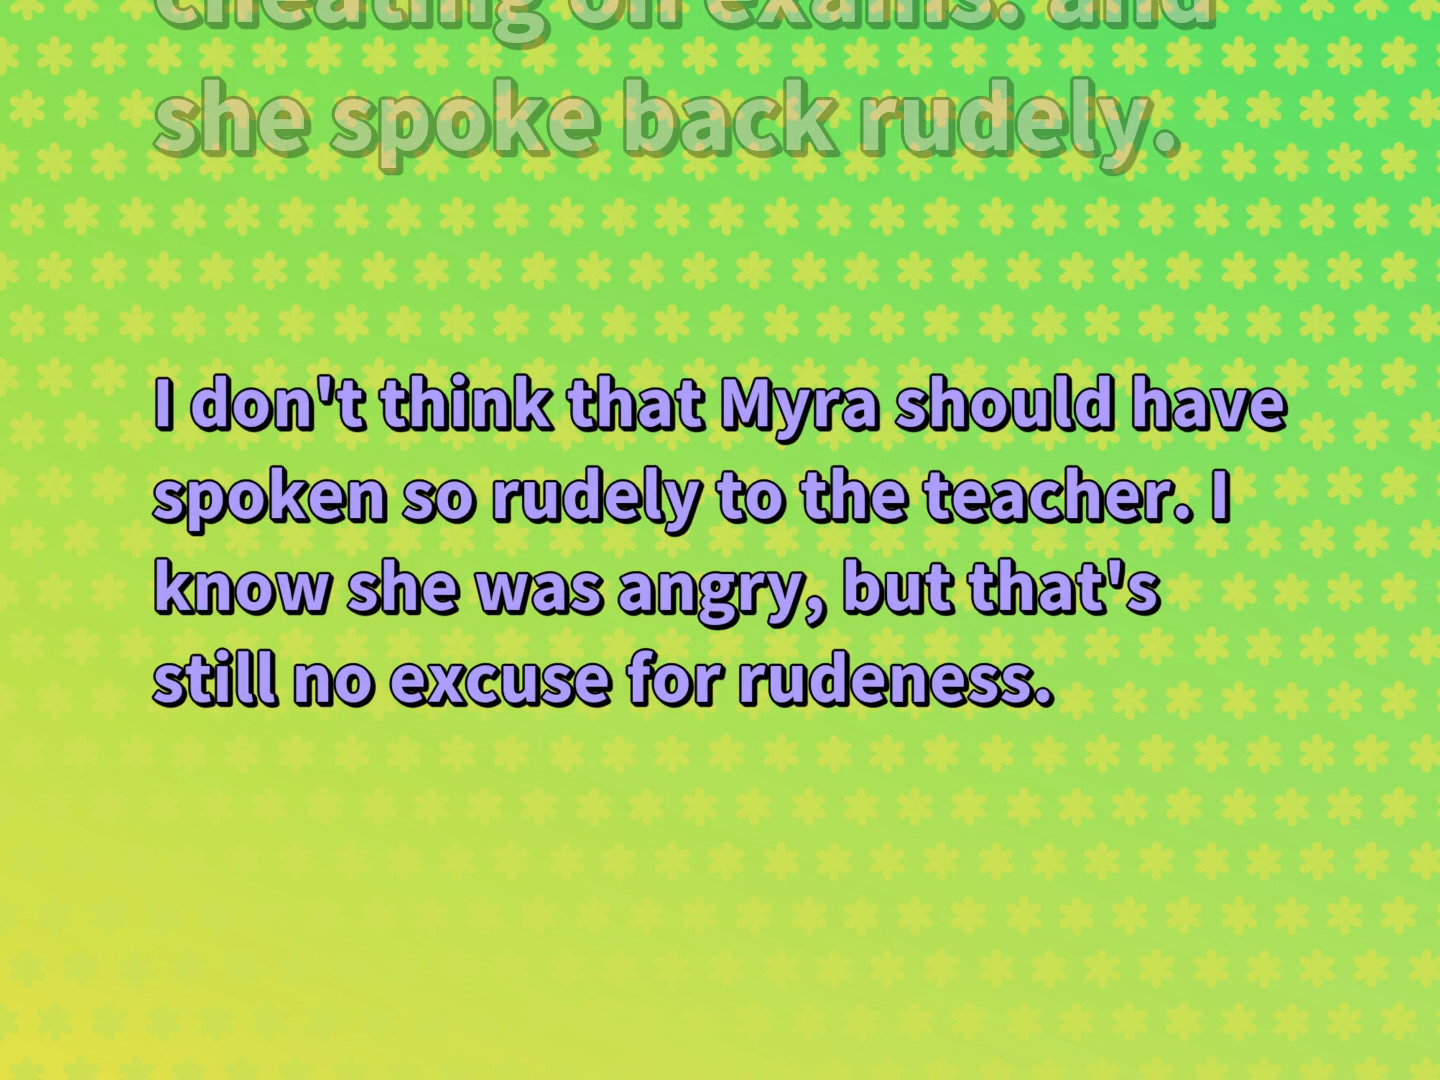 cheating on exams. and
she spoke back rudely.
I don't think that Myra should have
spoken so rudely to the teacher. I
know she was angry, but that's
still no excuse for rudeness.